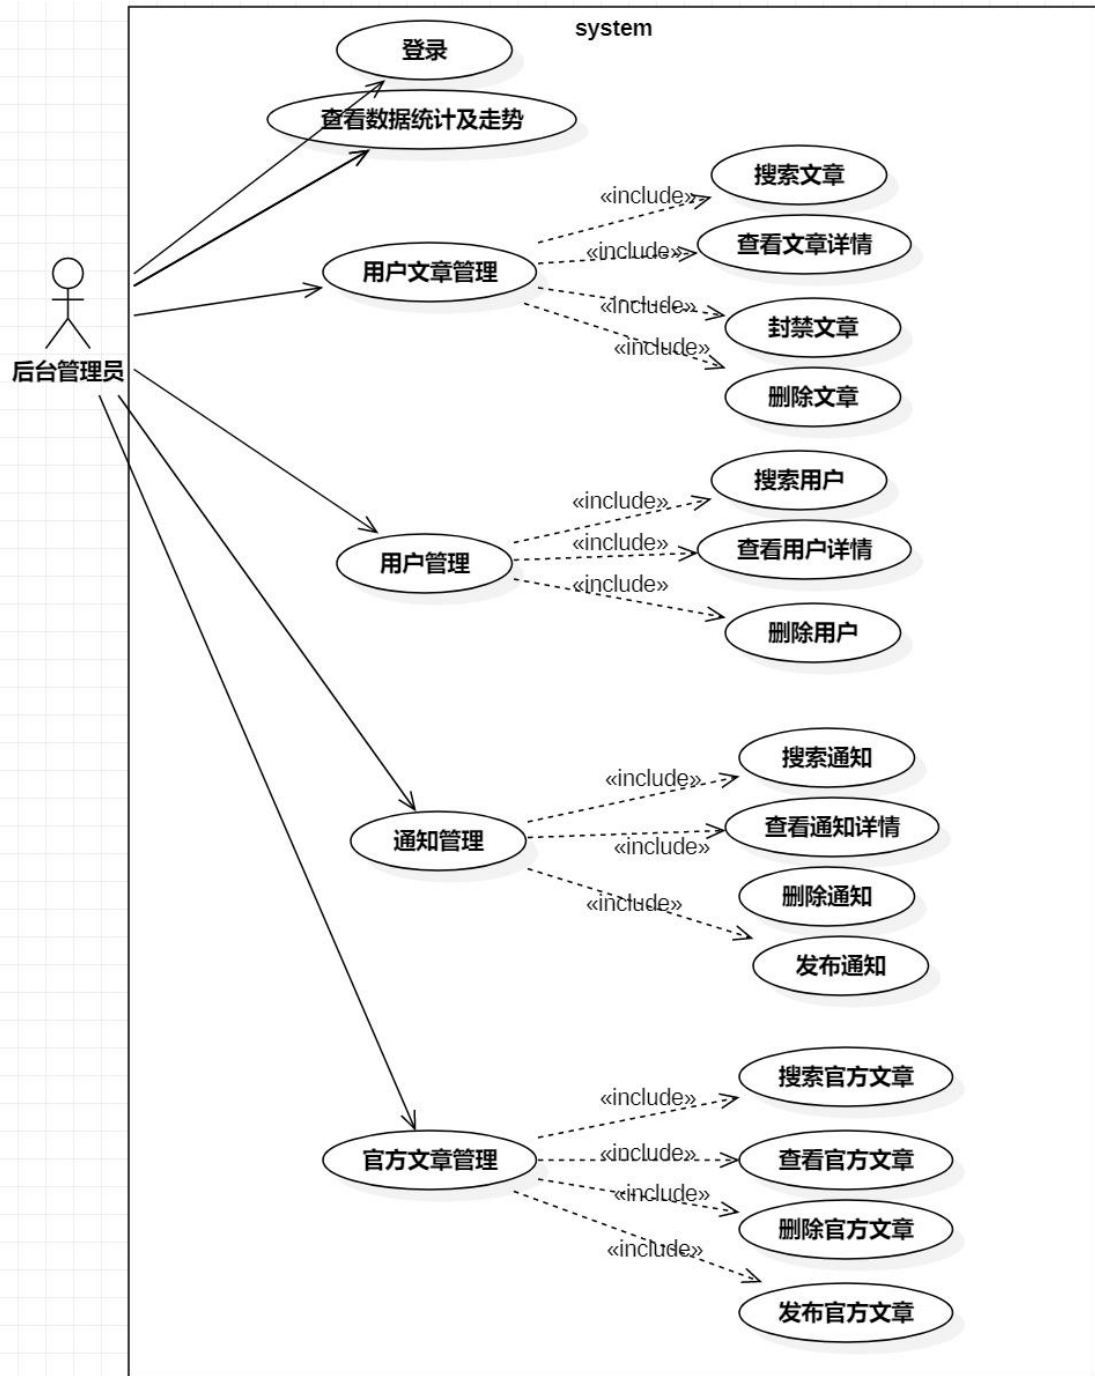 system
登录
查看数据统计及走势
后台管理员
用户文章管理
«include»
搜索文章
«include»
查看文章详情
«include»
封禁文章
«include»
删除文章
用户管理
«include»
搜索用户
«include»
查看用户详情
«include»
删除用户
通知管理
«include»
搜索通知
«include»
查看通知详情
删除通知
«include»
发布通知
官方文章管理
«include»
搜索官方文章
«include»
查看官方文章
«include»
删除官方文章
«include»
发布官方文章